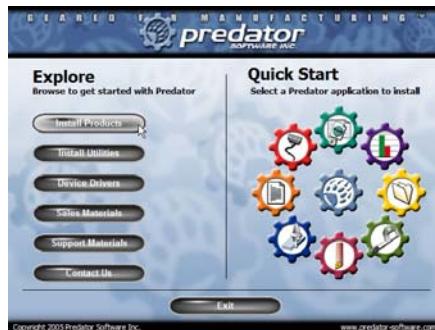 GEARED FOR MANUFACTURING
predator
SOFTWARE INC.
Explore
Browse to get started with Predator
Install Products
Install Utilities
Device Drivers
Sales Materials
Support Materials
Contact Us
Quick Start
Select a Predator application to install
Exit
Copyright 2005 Predator Software Inc.
www.predator-software.com